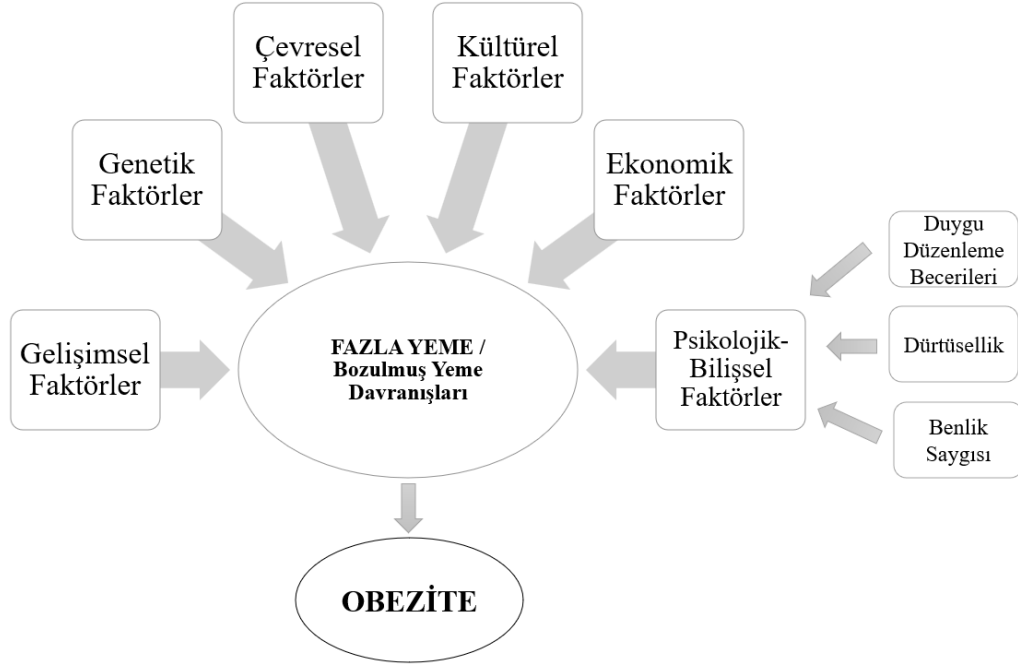 Çevresel
Faktörler
Kültürel
Faktörler
Genetik
Faktörler
Ekonomik
Faktörler
Gelişimsel
Faktörler
FAZLA YEME /
Bozulmuş Yeme
Davranışları
Psikolojik-
Bilişsel
Faktörler
Duygu
Düzenleme
Becerileri
Dürtüsellik
Benlik
Saygısı
OBEZİTE